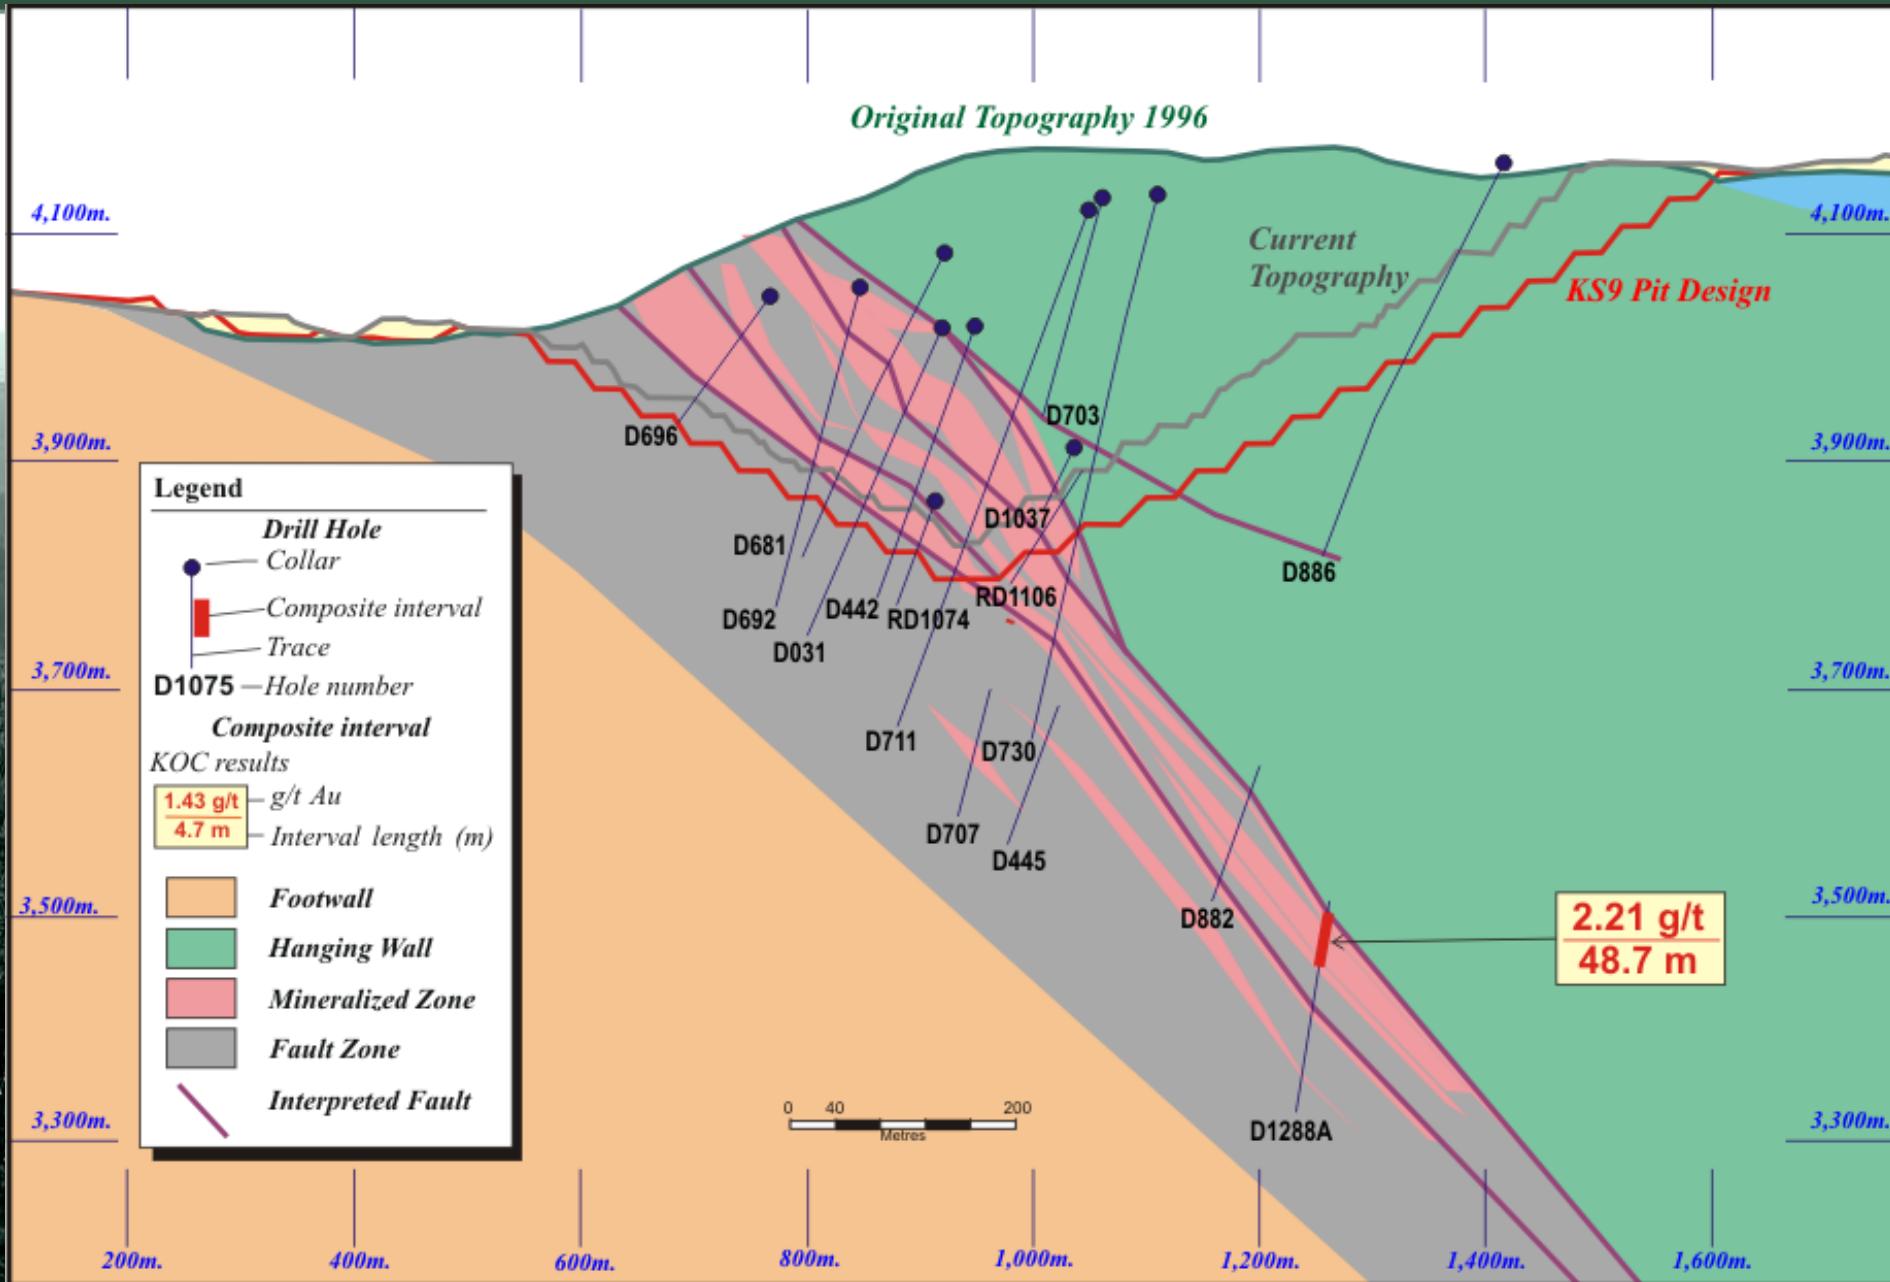 Original Topography 1996
4,100m.
4,100m.
Current
Topography
KS9 Pit Design
D703
D696
3,900m.
3,900m.
Legend
Drill Hole
Collar
Composite interval
Trace
D1075
Hole number
Composite interval
KOC results
1.43 g/t
g/t Au
4.7 m
Interval length (m)
Footwall
Hanging Wall
Mineralized Zone
Fault Zone
Interpreted Fault
D1037
D681
D886
RD1106
D442
RD1074
D692
D031
3,700m.
3,700m.
D711
D730
D707
D445
3,500m.
3,500m.
D882
2.21 g/t
48.7 m
0 40 200
Metres
3,300m.
3,300m.
D1288A
200m. 400m. 600m. 800m. 1,000m. 1,200m. 1,400m. 1,600m.